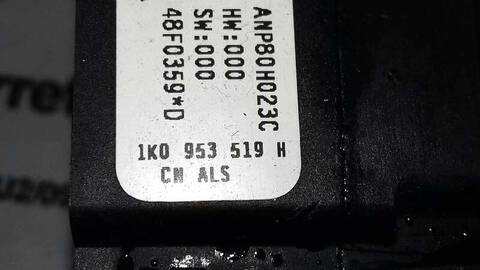 ANP80H023C
HW:000
SW:000
48F0359*D
1K0 953 519 H
CN ALS